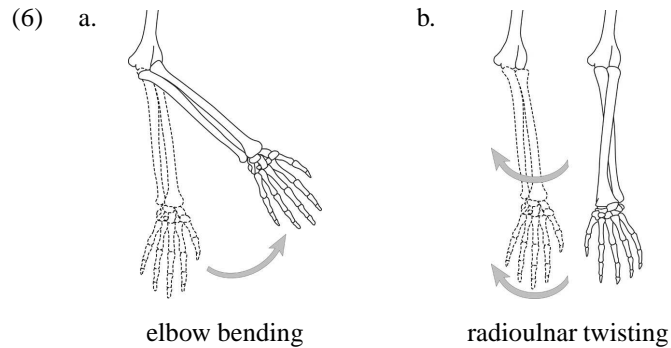 (6) a. b.
elbow bending radioulnar twisting